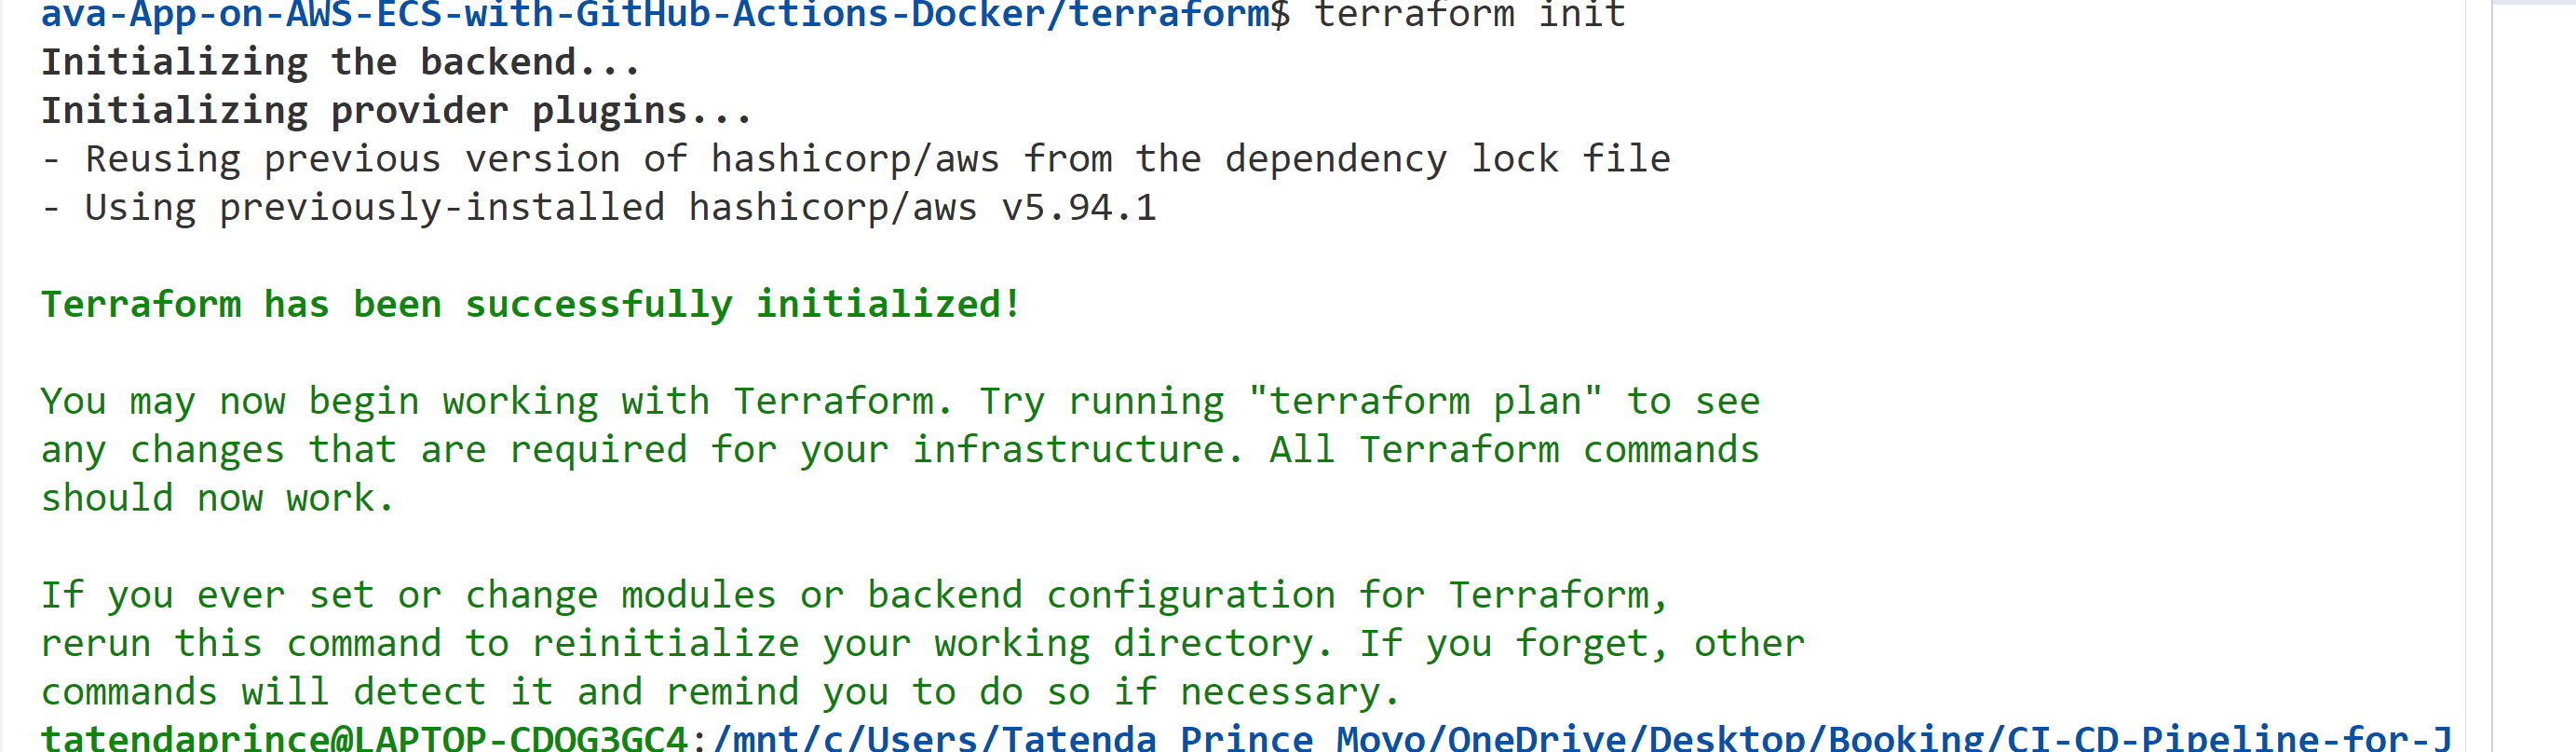 ava-App-on-AWS-ECS-with-GitHub-Actions-Docker/terraform$ terraform init
Initializing the backend...
Initializing provider plugins...
- Reusing previous version of hashicorp/aws from the dependency lock file
- Using previously-installed hashicorp/aws v5.94.1
Terraform has been successfully initialized!
You may now begin working with Terraform. Try running "terraform plan" to see
any changes that are required for your infrastructure. All Terraform commands
should now work.
If you ever set or change modules or backend configuration for Terraform,
rerun this command to reinitialize your working directory. If you forget, other
commands will detect it and remind you to do so if necessary.
tatendaprince@LAPTOP-CDOG3GC4:/mnt/c/Users/Tatenda Prince Moyo/OneDrive/Desktop/Booking/CI-CD-Pipeline-for-J